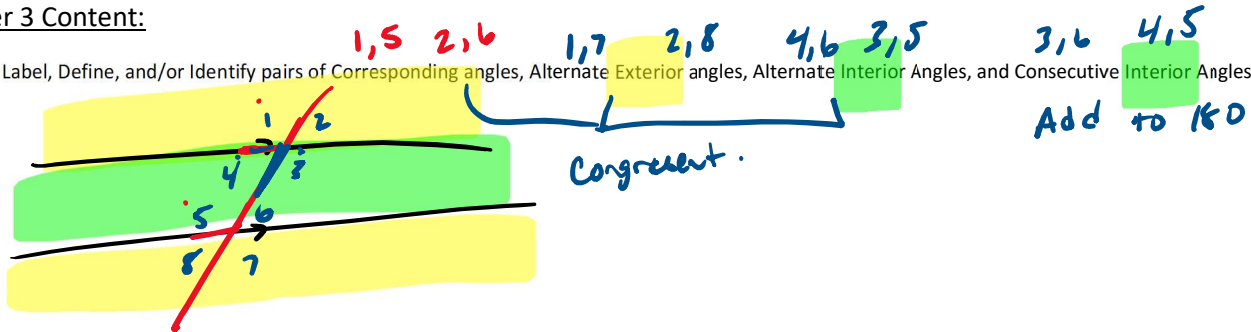 er 3 Content:
1,5 2,6 1,7 2,8 4,6 3,5 3,6 4,5
Label, Define, and/or Identify pairs of Corresponding angles, Alternate Exterior angles, Alternate Interior Angles, and Consecutive Interior Angles
Add to 180
Congruent.
1 2
4 3
5 6
8 7